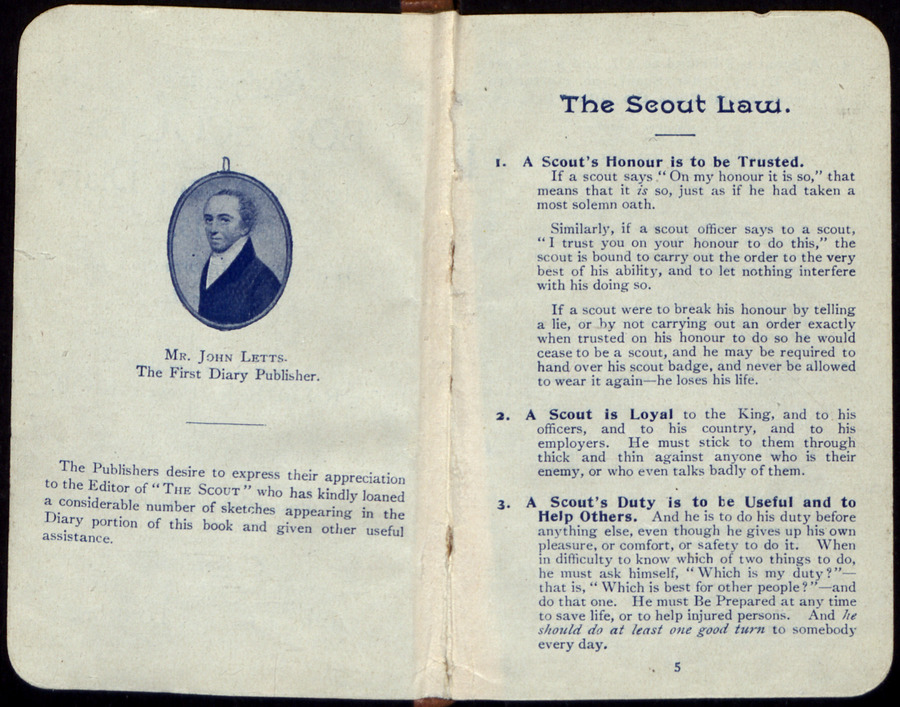 MR. JOHN LETTS.
The First Diary Publisher.
The Publishers desire to express their appreciation
to the Editor of "THE SCOUT" who has kindly loaned
a considerable number of sketches appearing in the
Diary portion of this book and given other useful
assistance.
The Scout Law.
1. A Scout's Honour is to be Trusted.
If a scout says "On my honour it is so," that
means that it is so, just as if he had taken a
most solemn oath.
Similarly, if a scout officer says to a scout,
"I trust you on your honour to do this," the
scout is bound to carry out the order to the very
best of his ability, and to let nothing interfere
with his doing so.
If a scout were to break his honour by telling
a lie, or by not carrying out an order exactly
when trusted on his honour to do so he would
cease to be a scout, and he may be required to
hand over his scout badge, and never be allowed
to wear it again—he loses his life.
2. A Scout is Loyal to the King, and to his
officers, and to his country, and to his
employers. He must stick to them through
thick and thin against anyone who is their
enemy, or who even talks badly of them.
3. A Scout's Duty is to be Useful and to
Help Others. And he is to do his duty before
anything else, even though he gives up his own
pleasure, or comfort, or safety to do it. When
in difficulty to know which of two things to do,
he must ask himself, "Which is my duty?"—
that is, "Which is best for other people?"—and
do that one. He must Be Prepared at any time
to save life, or to help injured persons. And he
should do at least one good turn to somebody
every day.
5